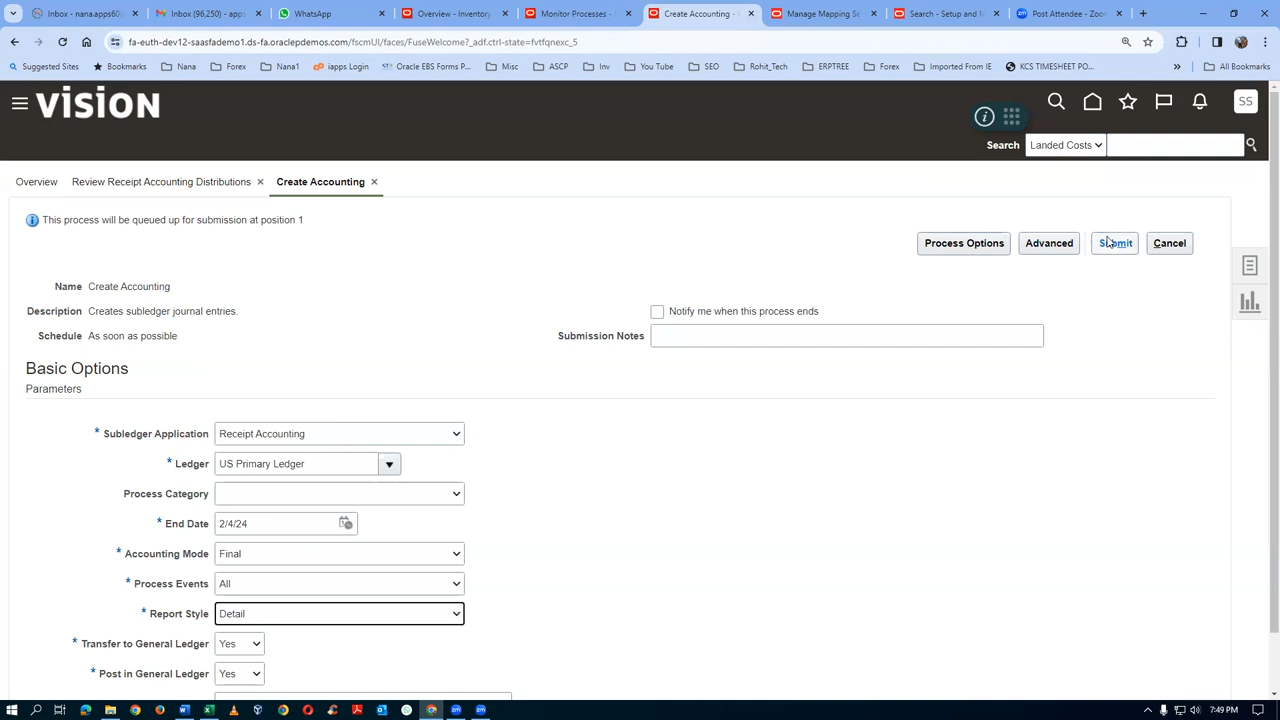 Inbox - nana.apps60
Inbox (96,250) - apps
WhatsApp
Overview - Inventory
Monitor Processes -
Create Accounting -
Manage Mapping Se
Search - Setup and
Post Attendee - Zoo
fa-euth-dev12-saasfademo1.ds-fa.oraclepdemos.com/fscmUI/faces/FuseWelcome?_adf.ctrl-state=fvtfqnexc_5
Suggested Sites
Bookmarks
Nana
Forex
Nana1
iapps Login
Oracle EBS Forms P...
Misc
ASCP
Inv
You Tube
SEO
Rohit_Tech
ERPTREE
Forex
Imported From IE
KCS TIMESHEET PO...
»
All Bookmarks
VISION
SS
Search
Landed Costs
Overview
Review Receipt Accounting Distributions
Create Accounting
This process will be queued up for submission at position 1
Process Options
Advanced
Submit
Cancel
Name Create Accounting
Description Creates subledger journal entries.
Notify me when this process ends
Schedule As soon as possible
Submission Notes
Basic Options
Parameters
* Subledger Application Receipt Accounting
* Ledger US Primary Ledger
Process Category
* End Date 2/4/24
* Accounting Mode Final
* Process Events All
* Report Style Detail
* Transfer to General Ledger Yes
* Post in General Ledger Yes
7:49 PM